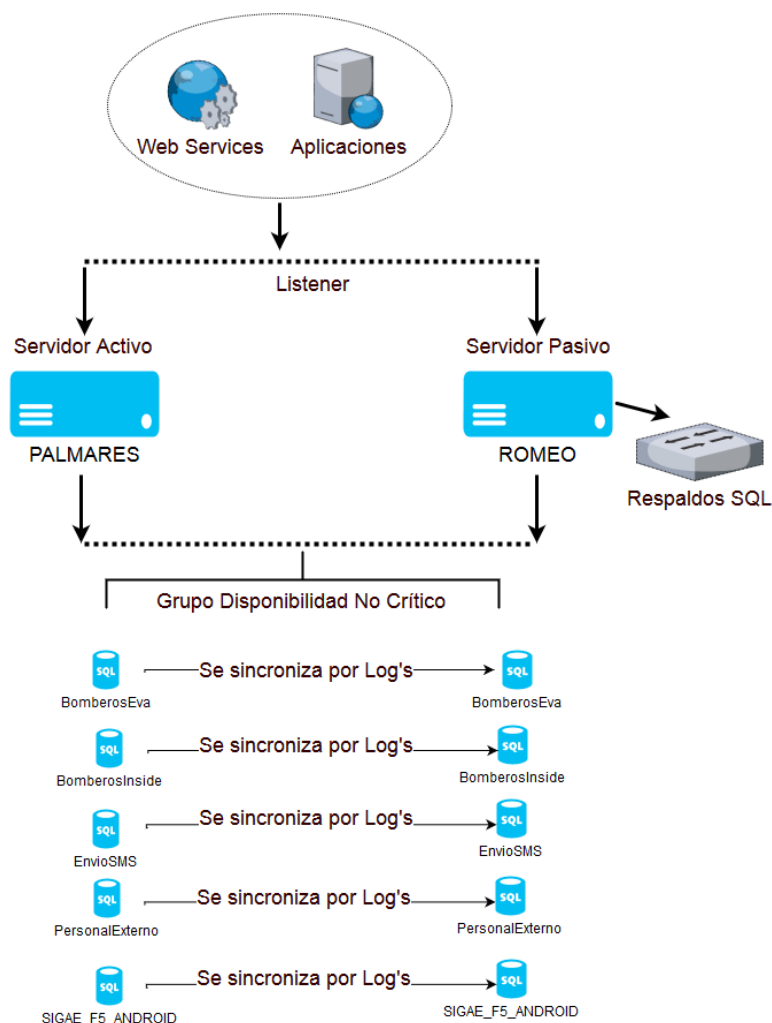 Web Services
Aplicaciones
Listener
Servidor Activo
Servidor Pasivo
PALMARES
ROMEO
Respaldos SQL
Grupo Disponibilidad No Crítico
SQL
Se sincroniza por Log's
SQL
BomberosEva
BomberosEva
SQL
Se sincroniza por Log's
SQL
BomberosInside
BomberosInside
SQL
Se sincroniza por Log's
SQL
EnvioSMS
EnvioSMS
SQL
Se sincroniza por Log's
SQL
PersonalExterno
PersonalExterno
SQL
Se sincroniza por Log's
SQL
SIGAE_F5_ANDROID
SIGAE_F5_ANDROID